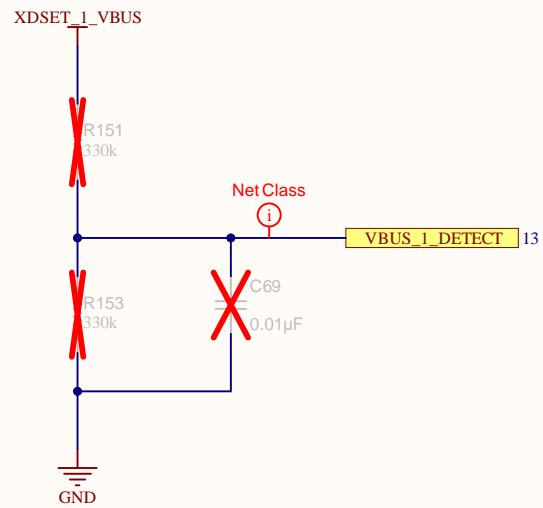 XDSET_1_VBUS
R151
330k
Net Class
i
VBUS_1_DETECT 13
R153
330k
C69
0.01µF
GND